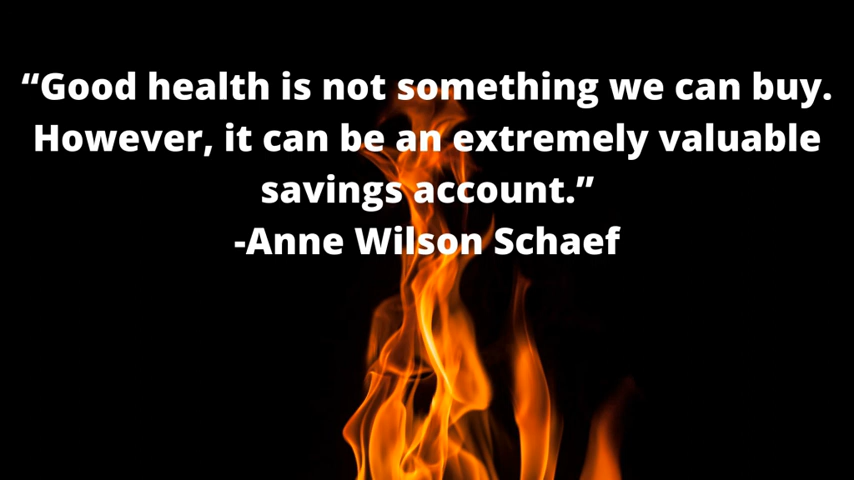 “Good health is not something we can buy.
However, it can be an extremely valuable
savings account.”
-Anne Wilson Schaef